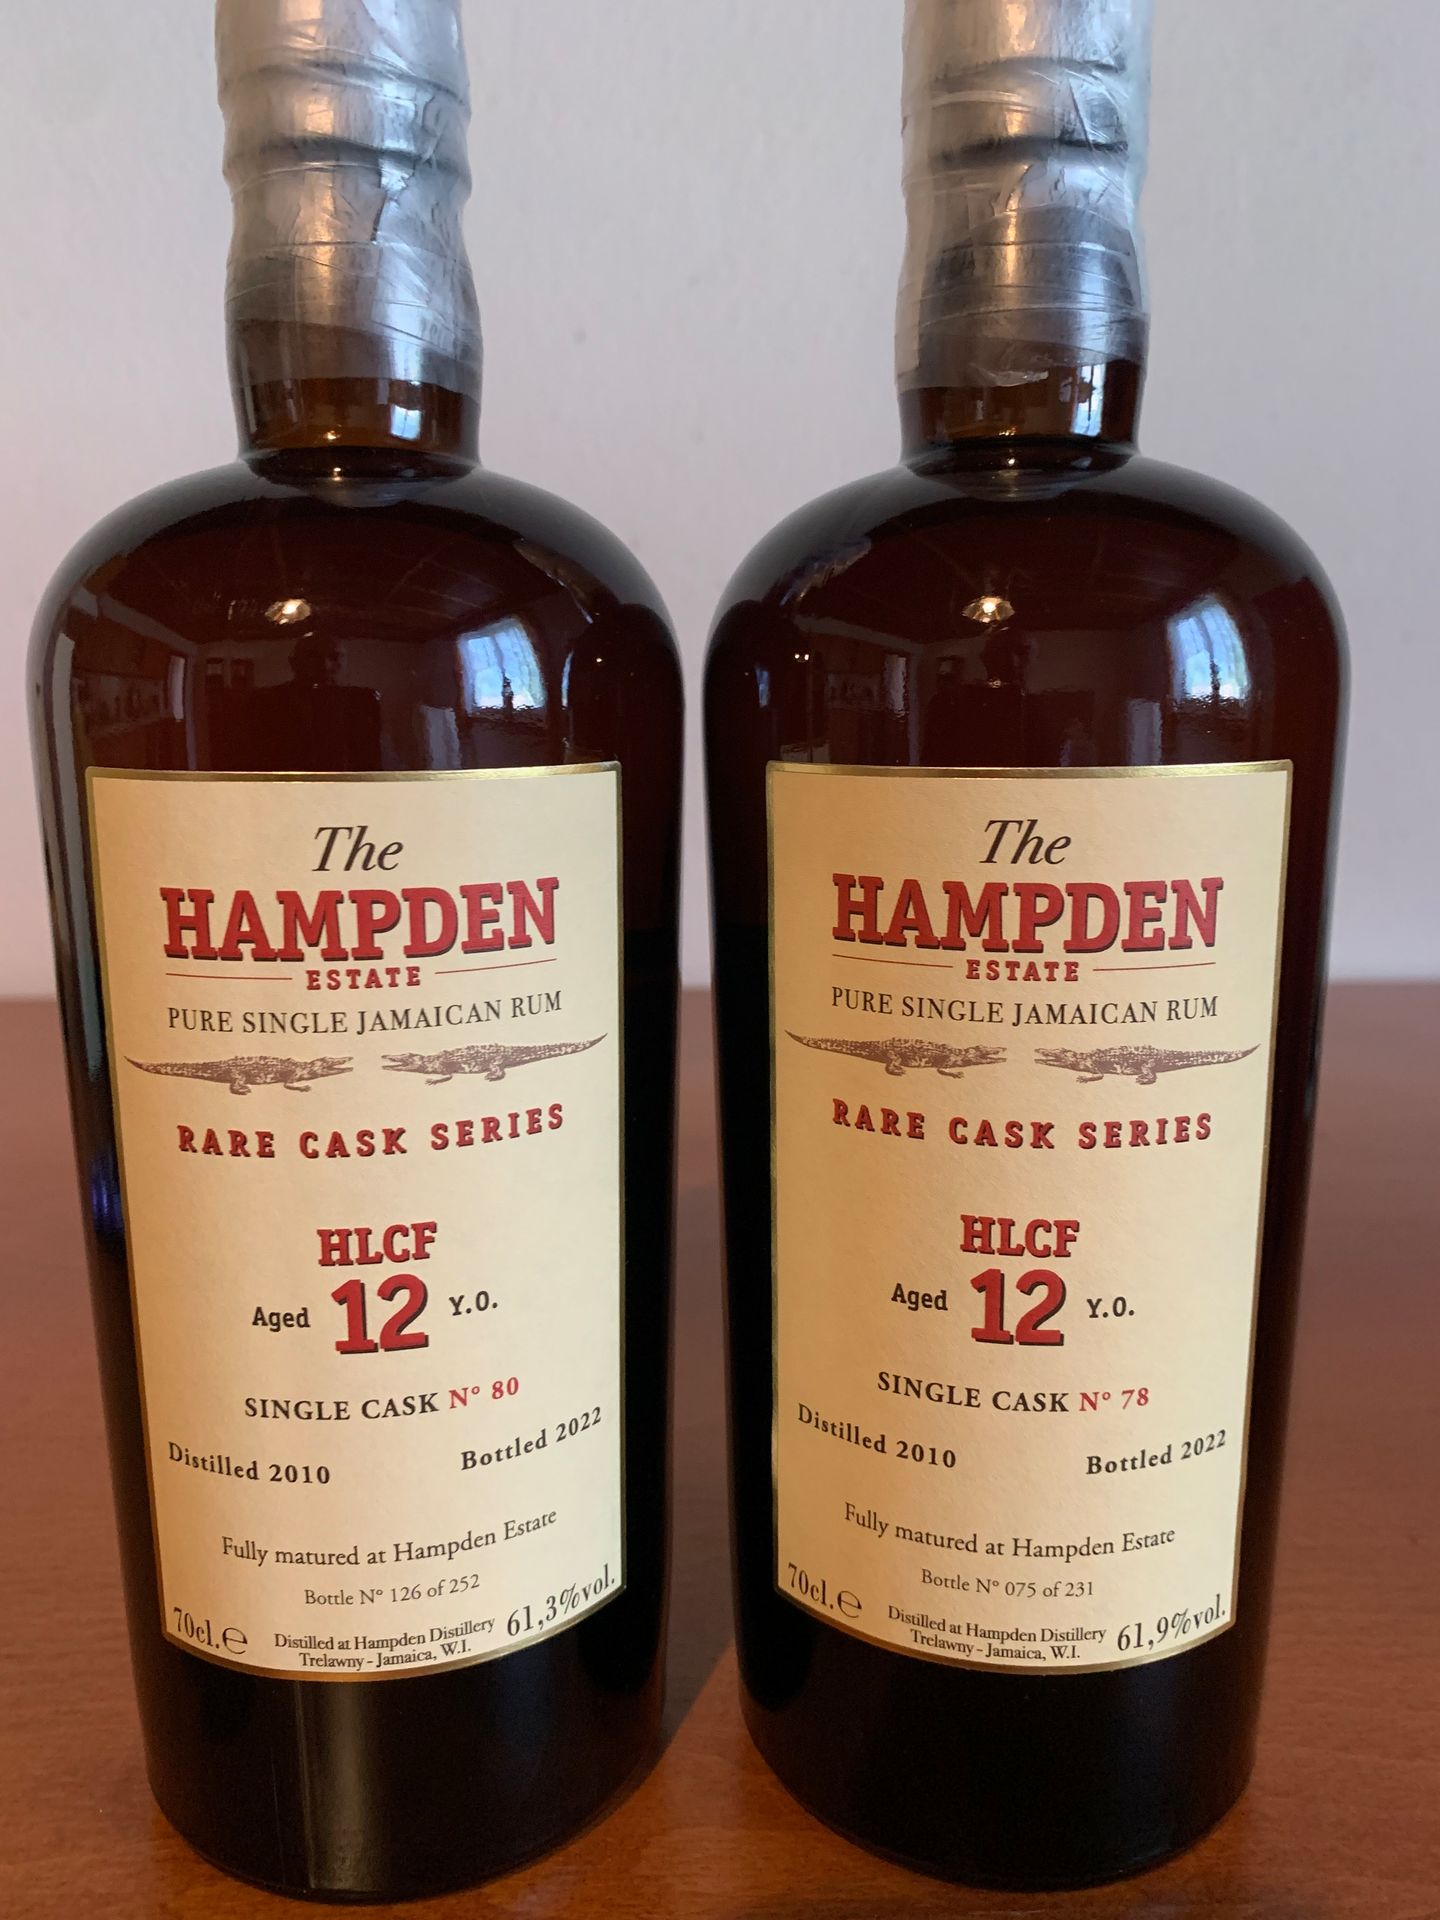 The
HAMPDEN
ESTATE
PURE SINGLE JAMAICAN RUM
RARE CASK SERIES
HLCF
Aged 12 Y.O.
SINGLE CASK N° 80
Distilled 2010 Bottled 2022
Fully matured at Hampden Estate
Bottle N° 126 of 252
70cl.℮ Distilled at Hampden Distillery 61,3%vol.
Trelawny - Jamaica, W.I.
The
HAMPDEN
ESTATE
PURE SINGLE JAMAICAN RUM
RARE CASK SERIES
HLCF
Aged 12 Y.O.
SINGLE CASK N° 78
Distilled 2010 Bottled 2022
Fully matured at Hampden Estate
Bottle N° 075 of 231
70cl.℮ Distilled at Hampden Distillery 61,9%vol.
Trelawny - Jamaica, W.I.